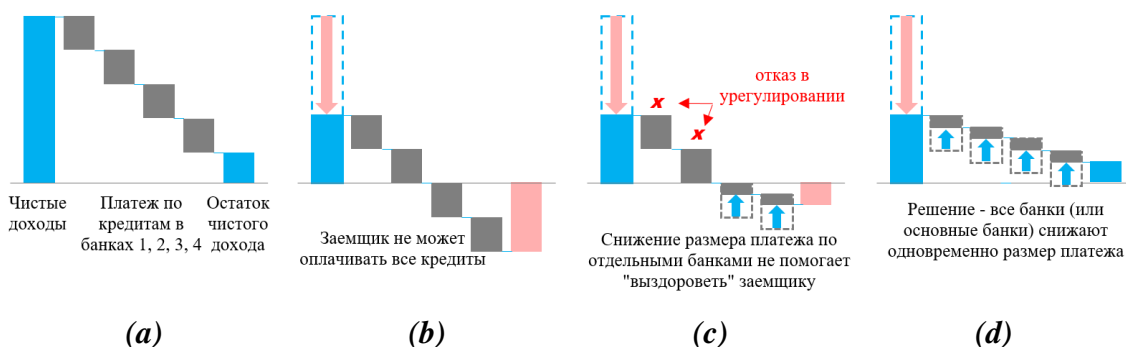 Чистые
доходы
Платеж по
кредитам в
банках 1, 2, 3, 4
Остаток
чистого
дохода
(a)
Заемщик не может
оплачивать все кредиты
(b)
x
x
отказ в
урегулировании
Снижение размера платежа по
отдельными банками не помогает
"выздороветь" заемщику
(c)
Решение - все банки (или
основные банки) снижают
одновременно размер платежа
(d)